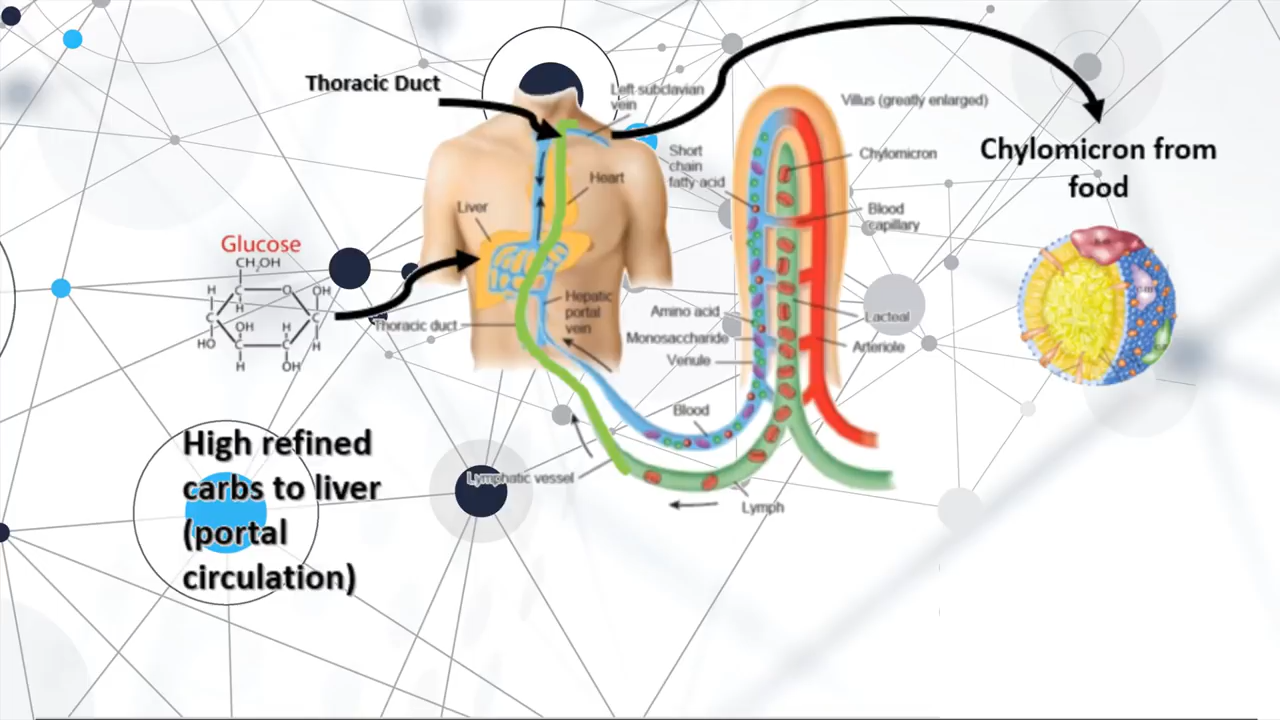 Thoracic Duct
Left subclavian
vein
Villus (greatly enlarged)
Short
chain
fatty acid
Chylomicron
Chylomicron from
food
Heart
Liver
Blood
capillary
Glucose
CH2OH
H
O
OH
H
C
C
OH
H
HO
C
C
H
H
OH
Hepatic
portal
vein
Thoracic duct
Amino acid
Monosaccharide
Venule
Lacteal
Arteriole
Blood
High refined
carbs to liver
(portal
circulation)
Lymphatic vessel
Lymph